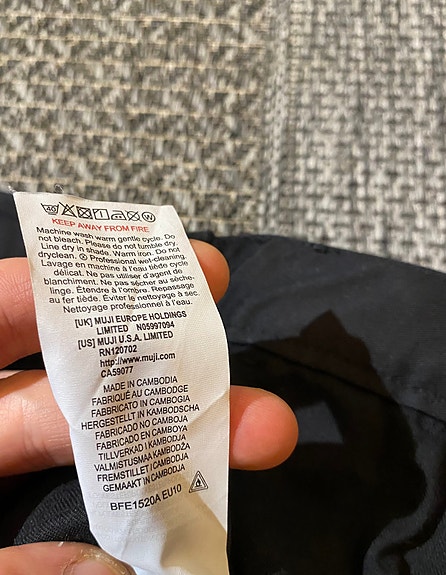 40 W
KEEP AWAY FROM FIRE
Machine wash warm gentle cycle. Do
not bleach. Please do not tumble dry.
Line dry in shade. Warm iron. Do not
dryclean. Ⓦ Professional wet-cleaning.
Lavage en machine à l'eau tiède cycle
délicat. Ne pas utiliser d'agent de
blanchiment. Ne pas sécher au sèche-
linge. Étendre à l'ombre. Repassage
au fer tiède. Éviter le nettoyage à sec.
Nettoyage professionnel à l'eau.
[UK] MUJI EUROPE HOLDINGS
LIMITED N05997094
[US] MUJI U.S.A. LIMITED
RN120702
http://www.muji.com
CA59077
MADE IN CAMBODIA
FABRIQUÉ AU CAMBODGE
FABBRICATO IN CAMBOGIA
HERGESTELLT IN KAMBODSCHA
FABRICADO NO CAMBOJA
FABRICADO EN CAMBOYA
TILLVERKAD I KAMBODJA
VALMISTUSMAA KAMBODŽA
FREMSTILLET I CAMBODJA
GEMAAKT IN CAMBODJA
BFE1520A EU10